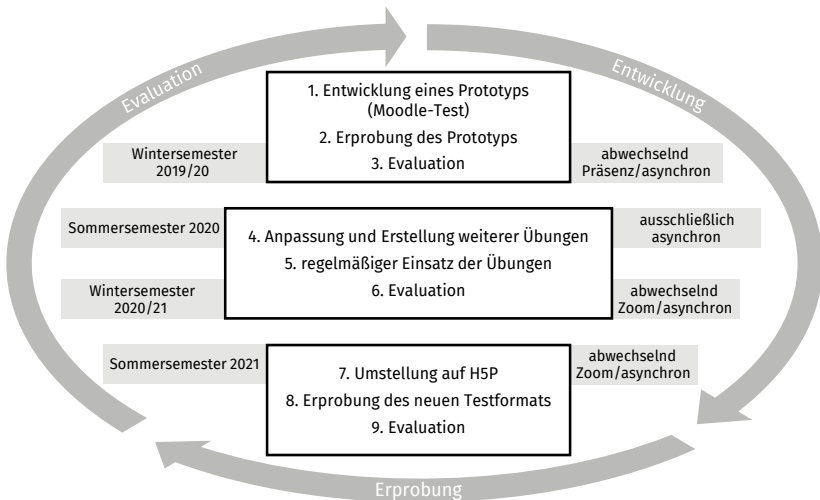 Evaluation
Entwicklung
1. Entwicklung eines Prototyps
(Moodle-Test)
2. Erprobung des Prototyps
3. Evaluation
Wintersemester
2019/20
abwechselnd
Präsenz/asynchron
Sommersemester 2020
ausschließlich
asynchron
4. Anpassung und Erstellung weiterer Übungen
5. regelmäßiger Einsatz der Übungen
6. Evaluation
Wintersemester
2020/21
abwechselnd
Zoom/asynchron
Sommersemester 2021
abwechselnd
Zoom/asynchron
7. Umstellung auf H5P
8. Erprobung des neuen Testformats
9. Evaluation
Erprobung